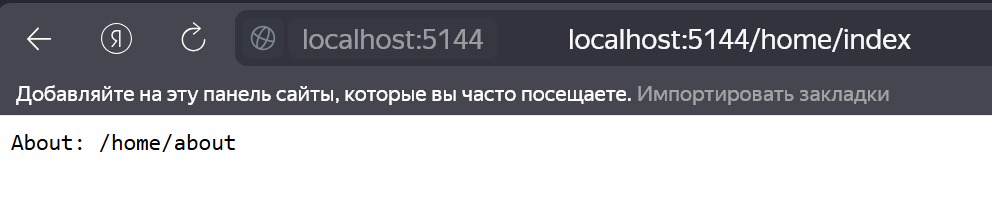 Я localhost:5144 localhost:5144/home/index
Добавляйте на эту панель сайты, которые вы часто посещаете. Импортировать закладки
About: /home/about